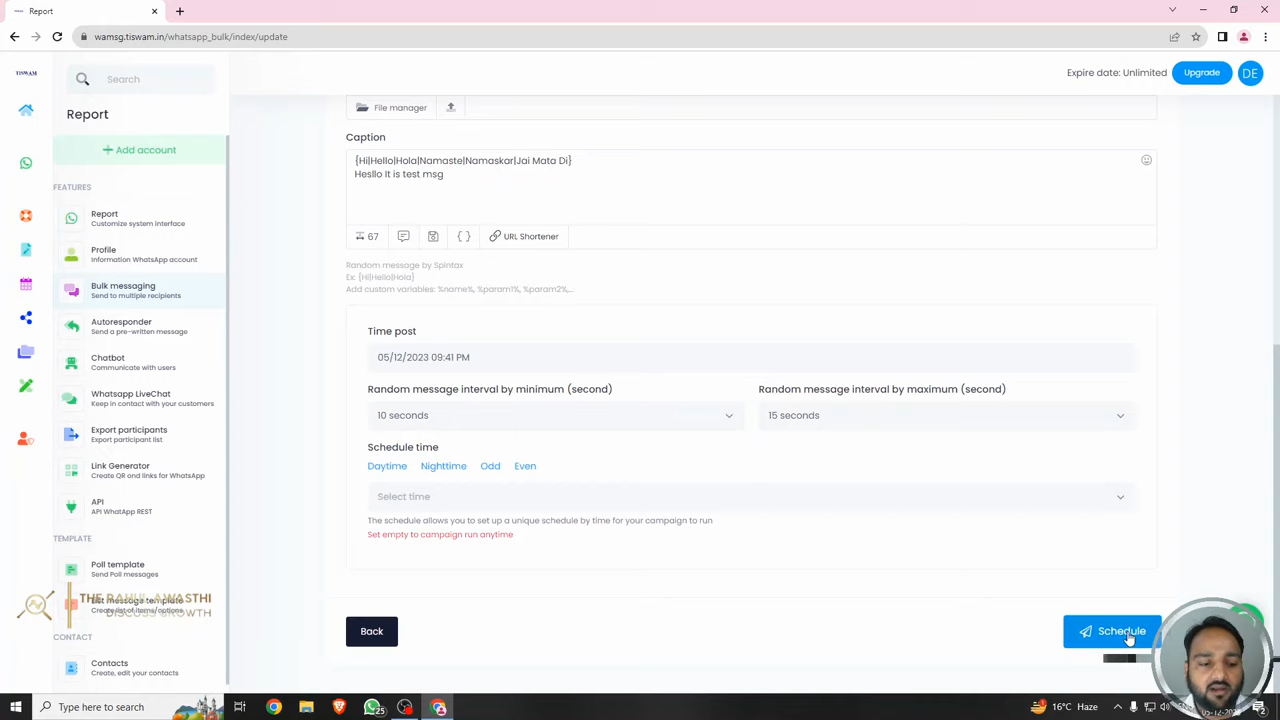 Report
wamsg.tiswam.in/whatsapp_bulk/index/update
TISWAM
Search
Expire date: Unlimited
Upgrade
DE
Report
Add account
FEATURES
Report
Customize system interface
Profile
Information WhatsApp account
Bulk messaging
Send to multiple recipients
Autoresponder
Send a pre-written message
Chatbot
Communicate with users
Whatsapp LiveChat
Keep in contact with your customers
Export participants
Export participant list
Link Generator
Create QR ond links for WhatsApp
API
API WhatApp REST
TEMPLATE
Poll template
Send Poll messages
THE RAHUL AWASTHI
DISCUSS GROWTH
CONTACT
Contacts
Create, edit your contacts
File manager
Caption
{Hi|Hello|Hola|Namaste|Namaskar|Jai Mata Di}
Hesllo It is test msg
67
URL Shortener
Random message by Spintax
Ex: {Hi|Hello|Hola}
Add custom variables: %name%, %param1%, %param2%,...
Time post
05/12/2023 09:41 PM
Random message interval by minimum (second)
Random message interval by maximum (second)
10 seconds
15 seconds
Schedule time
Daytime Nighttime Odd Even
Select time
The schedule allows you to set up a unique schedule by time for your campaign to run
Set empty to campaign run anytime
Back
Schedule
Type here to search
25
16°C Haze
2